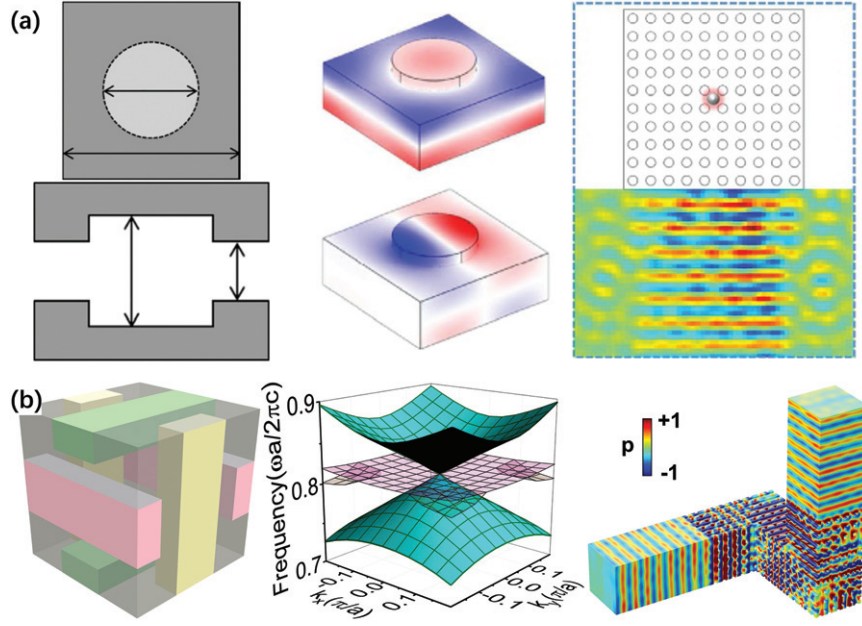 (a)
(b)
Frequency(ωa/2πc)
0.9
0.8
0.7
-0.1
0.0
0.1
kx(π/a)
0.1
-0.0
-0.1
ky(π/a)
p
+1
-1